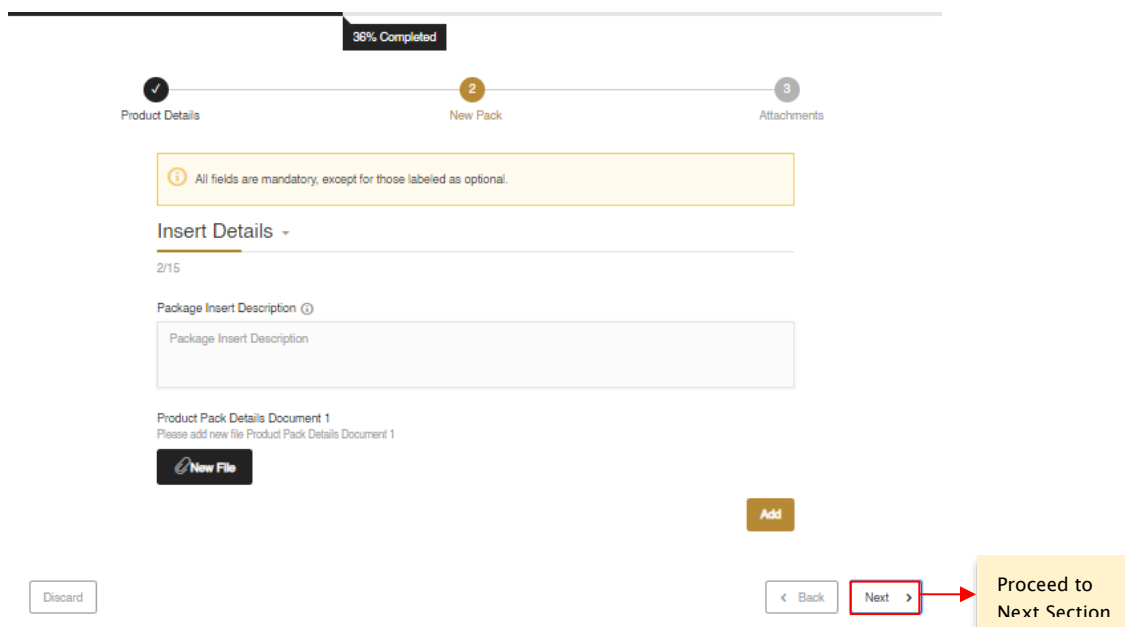 36% Completed
2
3
Product Details
New Pack
Attachments
All fields are mandatory, except for those labeled as optional.
Insert Details
2/15
Package Insert Description
Package Insert Description
Product Pack Details Document 1
Please add new file Product Pack Details Document 1
New File
Add
Discard
Back
Next
Proceed to
Next Section